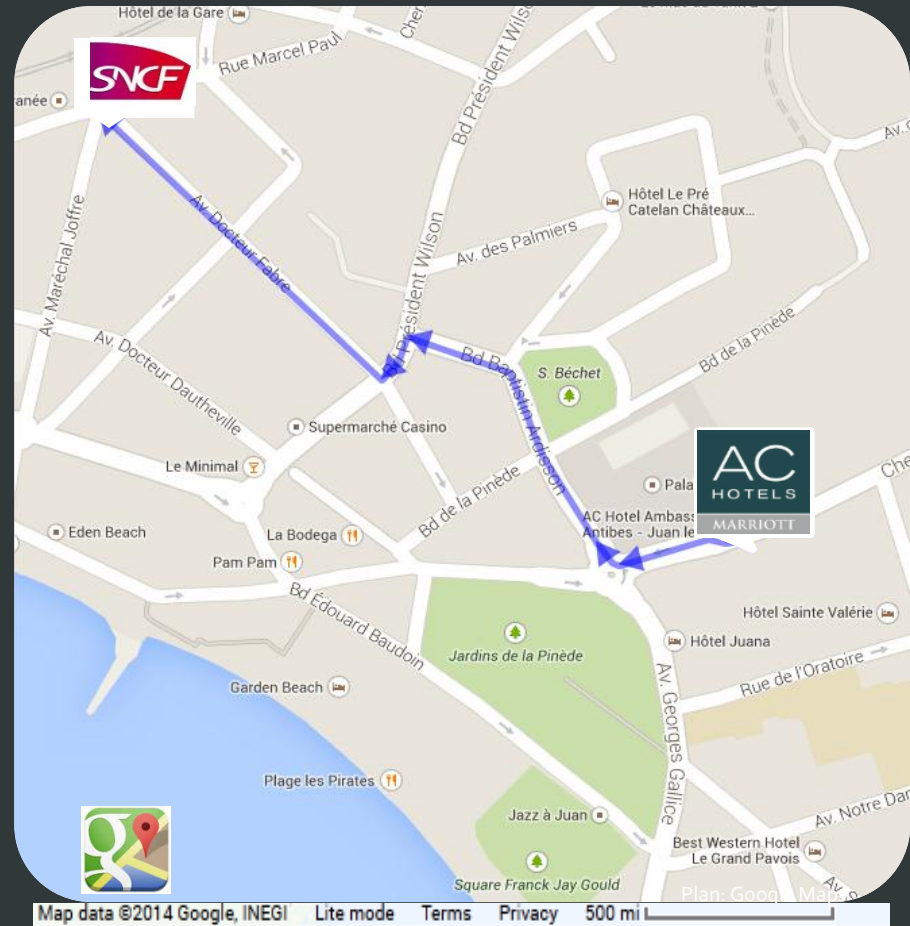 Hôtel de la Gare
Bd Président Wilson
Rue Marcel Paul
SNCF
anée
Av.
Bd Président Wilson
Hôtel Le Pré
Catelan Châteaux...
Av. Maréchal Joffre
Av. Docteur Fabre
Av. des Palmiers
Bd de la Pinède
Av. Docteur Dautheville
Bd Baptistin Ardisson
S. Béchet
Supermarché Casino
Le Minimal
AC
HOTELS
MARRIOTT
Che
Pala
Bd de la Pinède
AC Hotel Ambass
Antibes - Juan le
Eden Beach
La Bodega
Pam Pam
Bd Édouard Baudoin
Hôtel Sainte Valérie
Hôtel Juana
Jardins de la Pinède
Rue de l'Oratoire
Garden Beach
Av. Georges Gallice
Plage les Pirates
Jazz à Juan
Av. Notre Dam
Best Western Hotel
Le Grand Pavois
Square Franck Jay Gould
Plan: Google Maps
g
Map data ©2014 Google, INEGI Lite mode Terms Privacy 500 mi